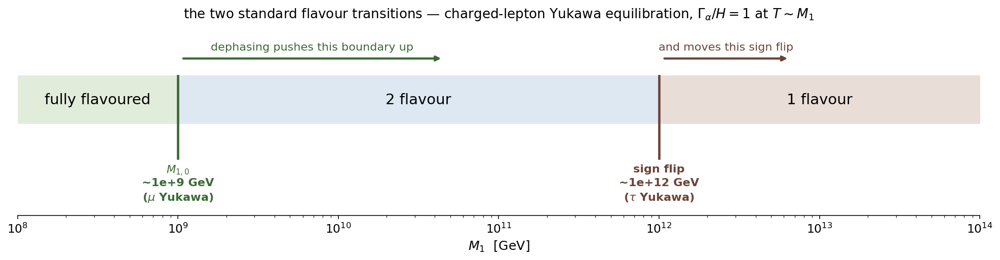 the two standard flavour transitions — charged-lepton Yukawa equilibration, Γ_α/H = 1 at T ~ M_1
dephasing pushes this boundary up
and moves this sign flip
fully flavoured
2 flavour
1 flavour
M_{1,0}
~1e+9 GeV
(μ Yukawa)
sign flip
~1e+12 GeV
(τ Yukawa)
10^8
10^9
10^10
10^11
10^12
10^13
10^14
M_1 [GeV]